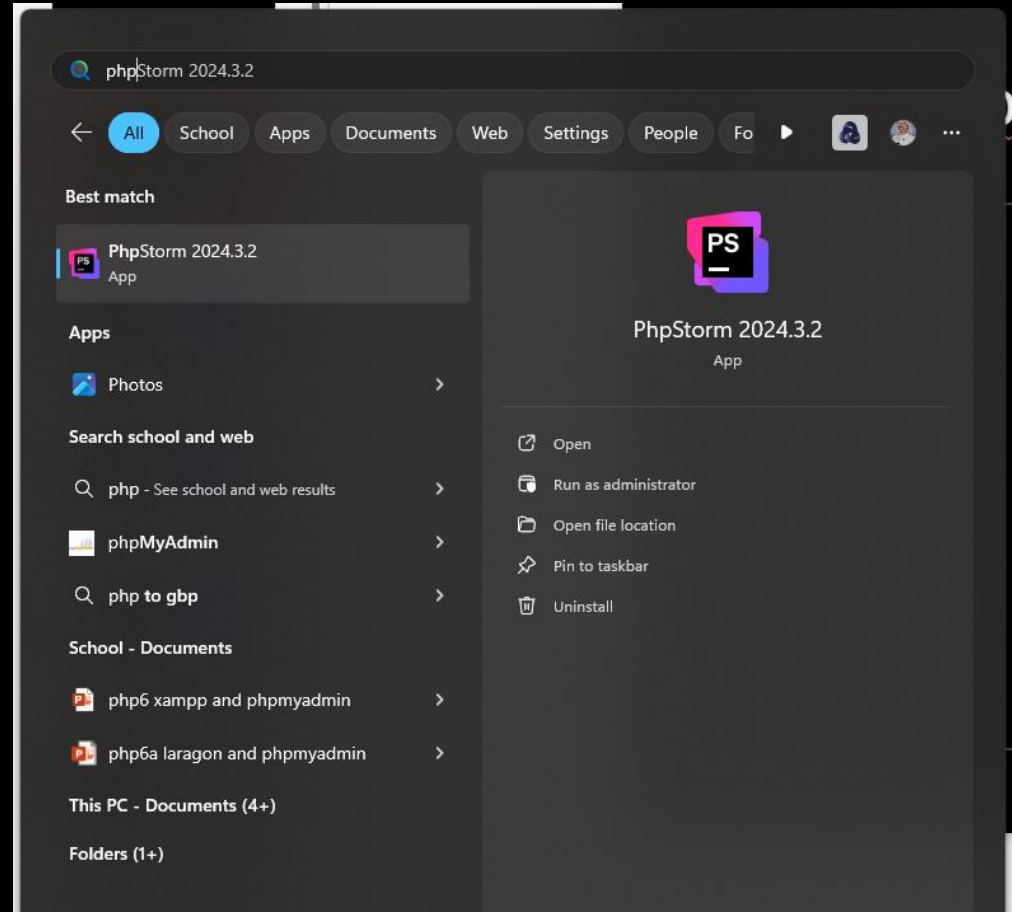 phpStorm 2024.3.2
All School Apps Documents Web Settings People Fo
Best match
PhpStorm 2024.3.2
App
Apps
Photos
Search school and web
php - See school and web results
phpMyAdmin
php to gbp
School - Documents
php6 xampp and phpmyadmin
php6a laragon and phpmyadmin
This PC - Documents (4+)
Folders (1+)
PS
PhpStorm 2024.3.2
App
Open
Run as administrator
Open file location
Pin to taskbar
Uninstall